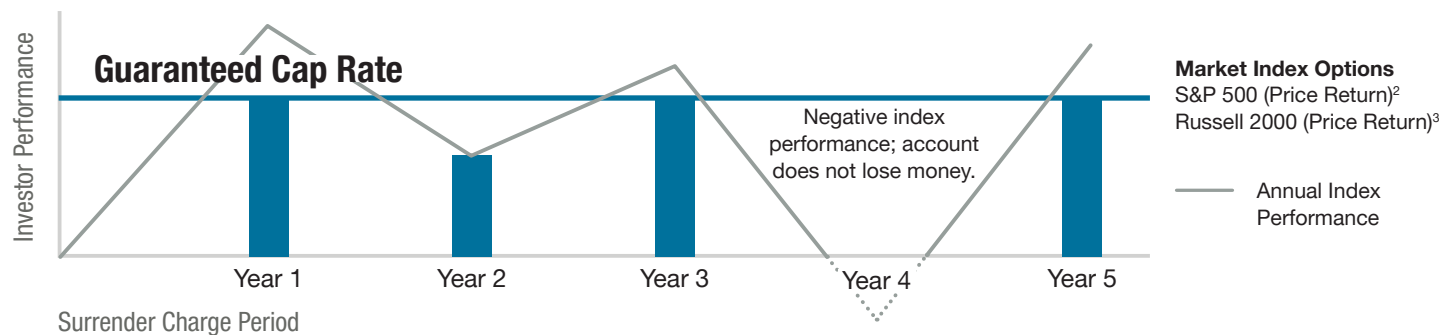 Investor Performance
Guaranteed Cap Rate
Negative index
performance; account
does not lose money.
Year 1
Year 2
Year 3
Year 4
Year 5
Surrender Charge Period
Market Index Options
S&P 500 (Price Return)²
Russell 2000 (Price Return)³
Annual Index
Performance